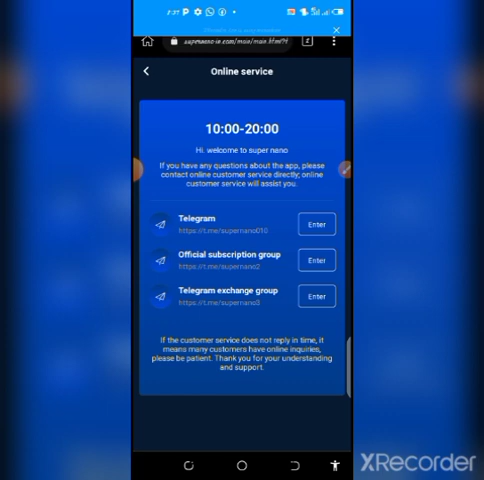 Online service
10:00-20:00
Hi. welcome to super nano
If you have any questions about the app, please
contact online customer service directly; online
customer service will assist you.
Telegram
https://t.me/supernano010
Enter
Official subscription group
https://t.me/supernano2
Enter
Telegram exchange group
https://t.me/supernano3
Enter
If the customer service does not reply in time, it
means many customers have online inquiries,
please be patient. Thank you for your understanding
and support.
XRecorder